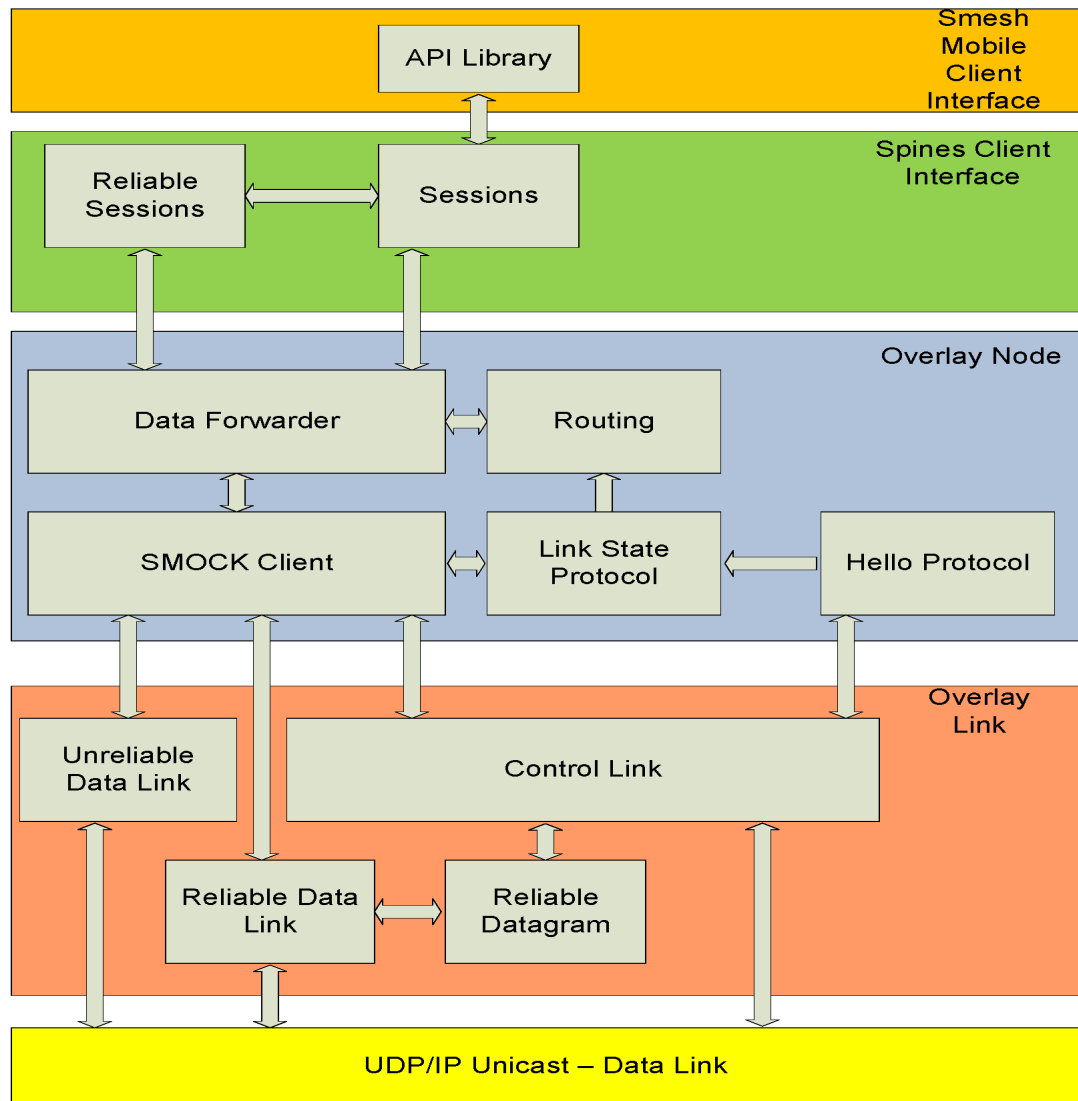 Smesh
Mobile
Client
Interface
API Library
Spines Client
Interface
Reliable
Sessions
Sessions
Overlay Node
Data Forwarder
Routing
SMOCK Client
Link State
Protocol
Hello Protocol
Overlay
Link
Unreliable
Data Link
Control Link
Reliable Data
Link
Reliable
Datagram
UDP/IP Unicast – Data Link